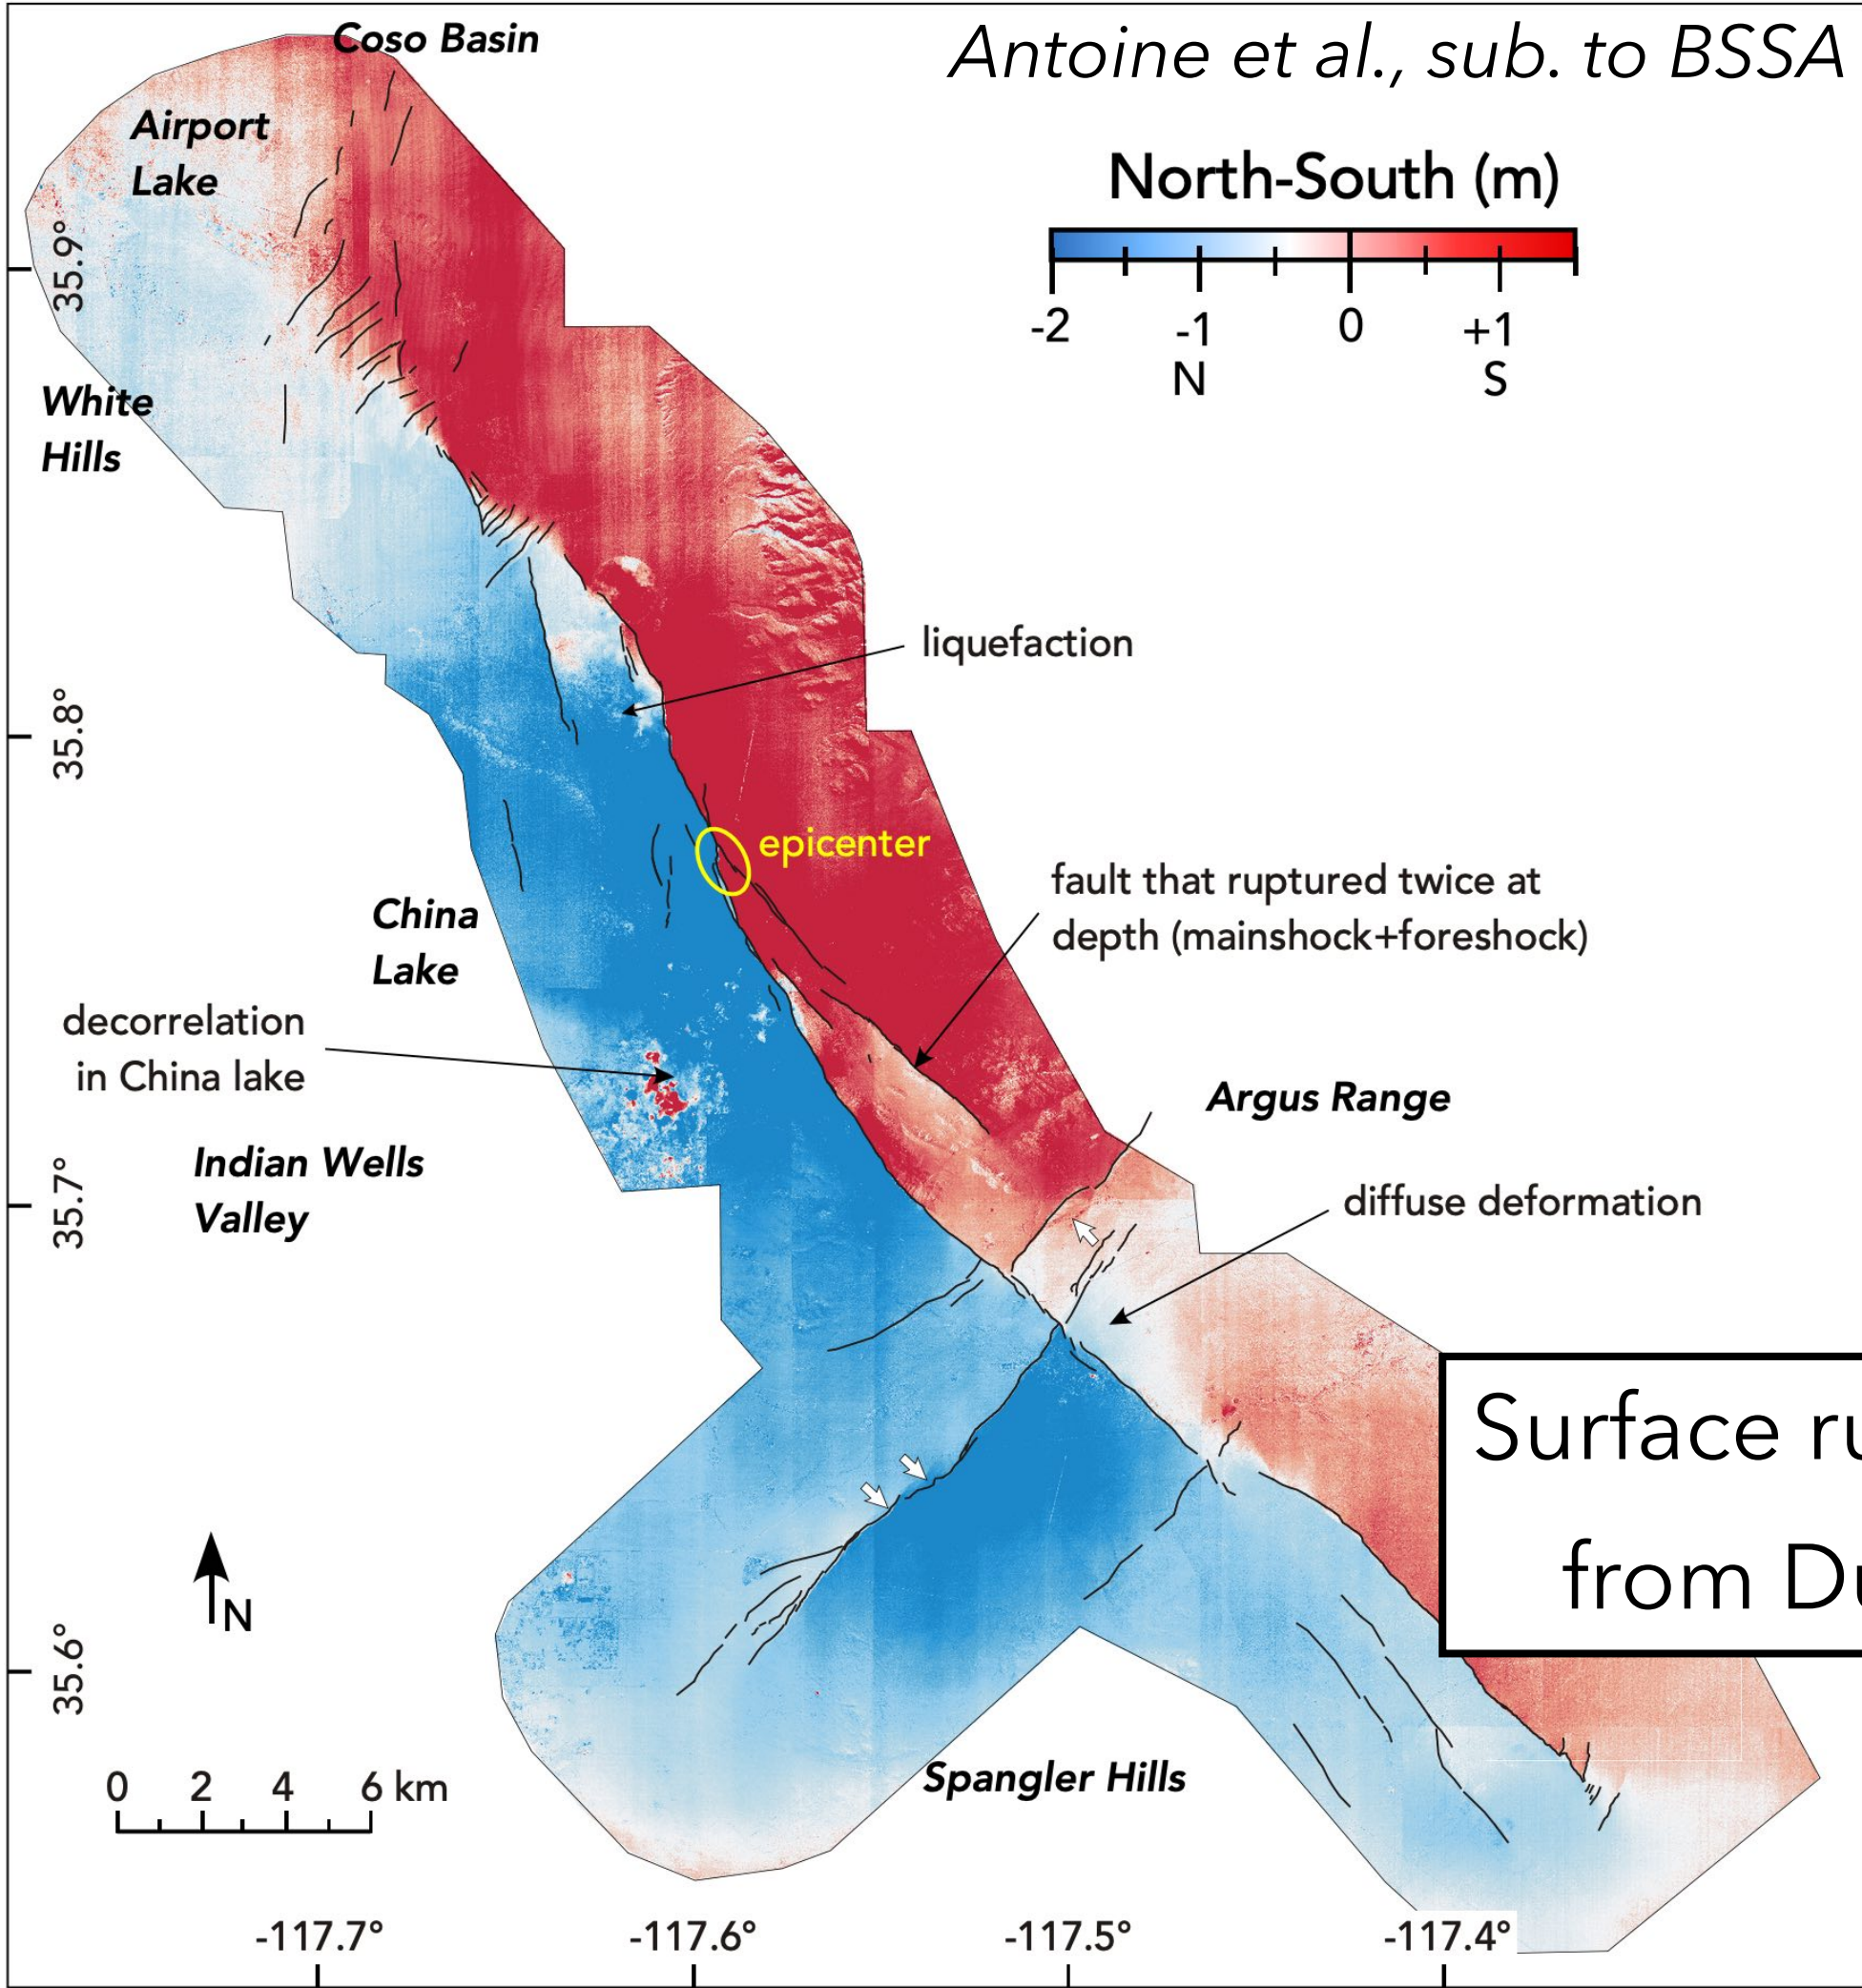 Coso Basin
Antoine et al., sub. to BSSA
Airport
Lake
North-South (m)
-2 -1 0 +1
N S
35.9°
White
Hills
liquefaction
35.8°
epicenter
fault that ruptured twice at
depth (mainshock+foreshock)
China
Lake
decorrelation
in China lake
Argus Range
Indian Wells
Valley
35.7°
diffuse deformation
Surface ru
from Du
N
35.6°
Spangler Hills
0 2 4 6 km
-117.7° -117.6° -117.5° -117.4°